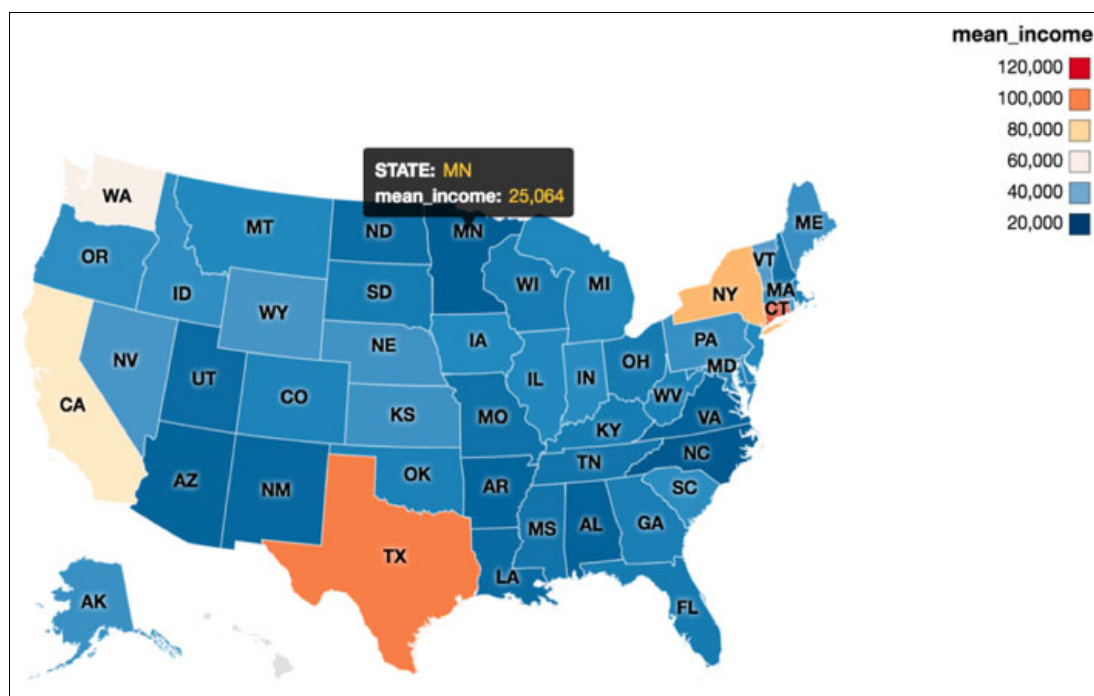 mean_income
120,000
100,000
80,000
60,000
40,000
20,000
STATE: MN
mean_income: 25,064
WA
MT
ND
MN
ME
OR
VT
ID
SD
WI
MI
NY
MA
WY
CT
NE
IA
PA
NV
UT
CO
IL
IN
OH
MD
CA
KS
MO
WV
VA
KY
NC
AZ
NM
OK
AR
TN
SC
MS
AL
GA
TX
LA
FL
AK